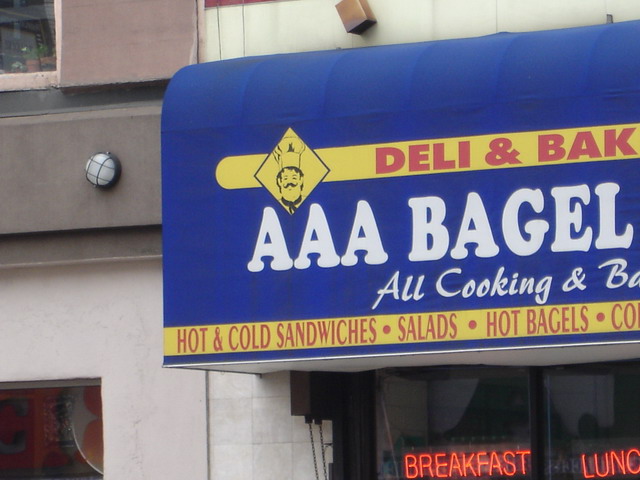 DELI & BAK
AAA BAGEL
All Cooking & Ba
HOT & COLD SANDWICHES • SALADS • HOT BAGELS • CO
BREAKFAST LUNC